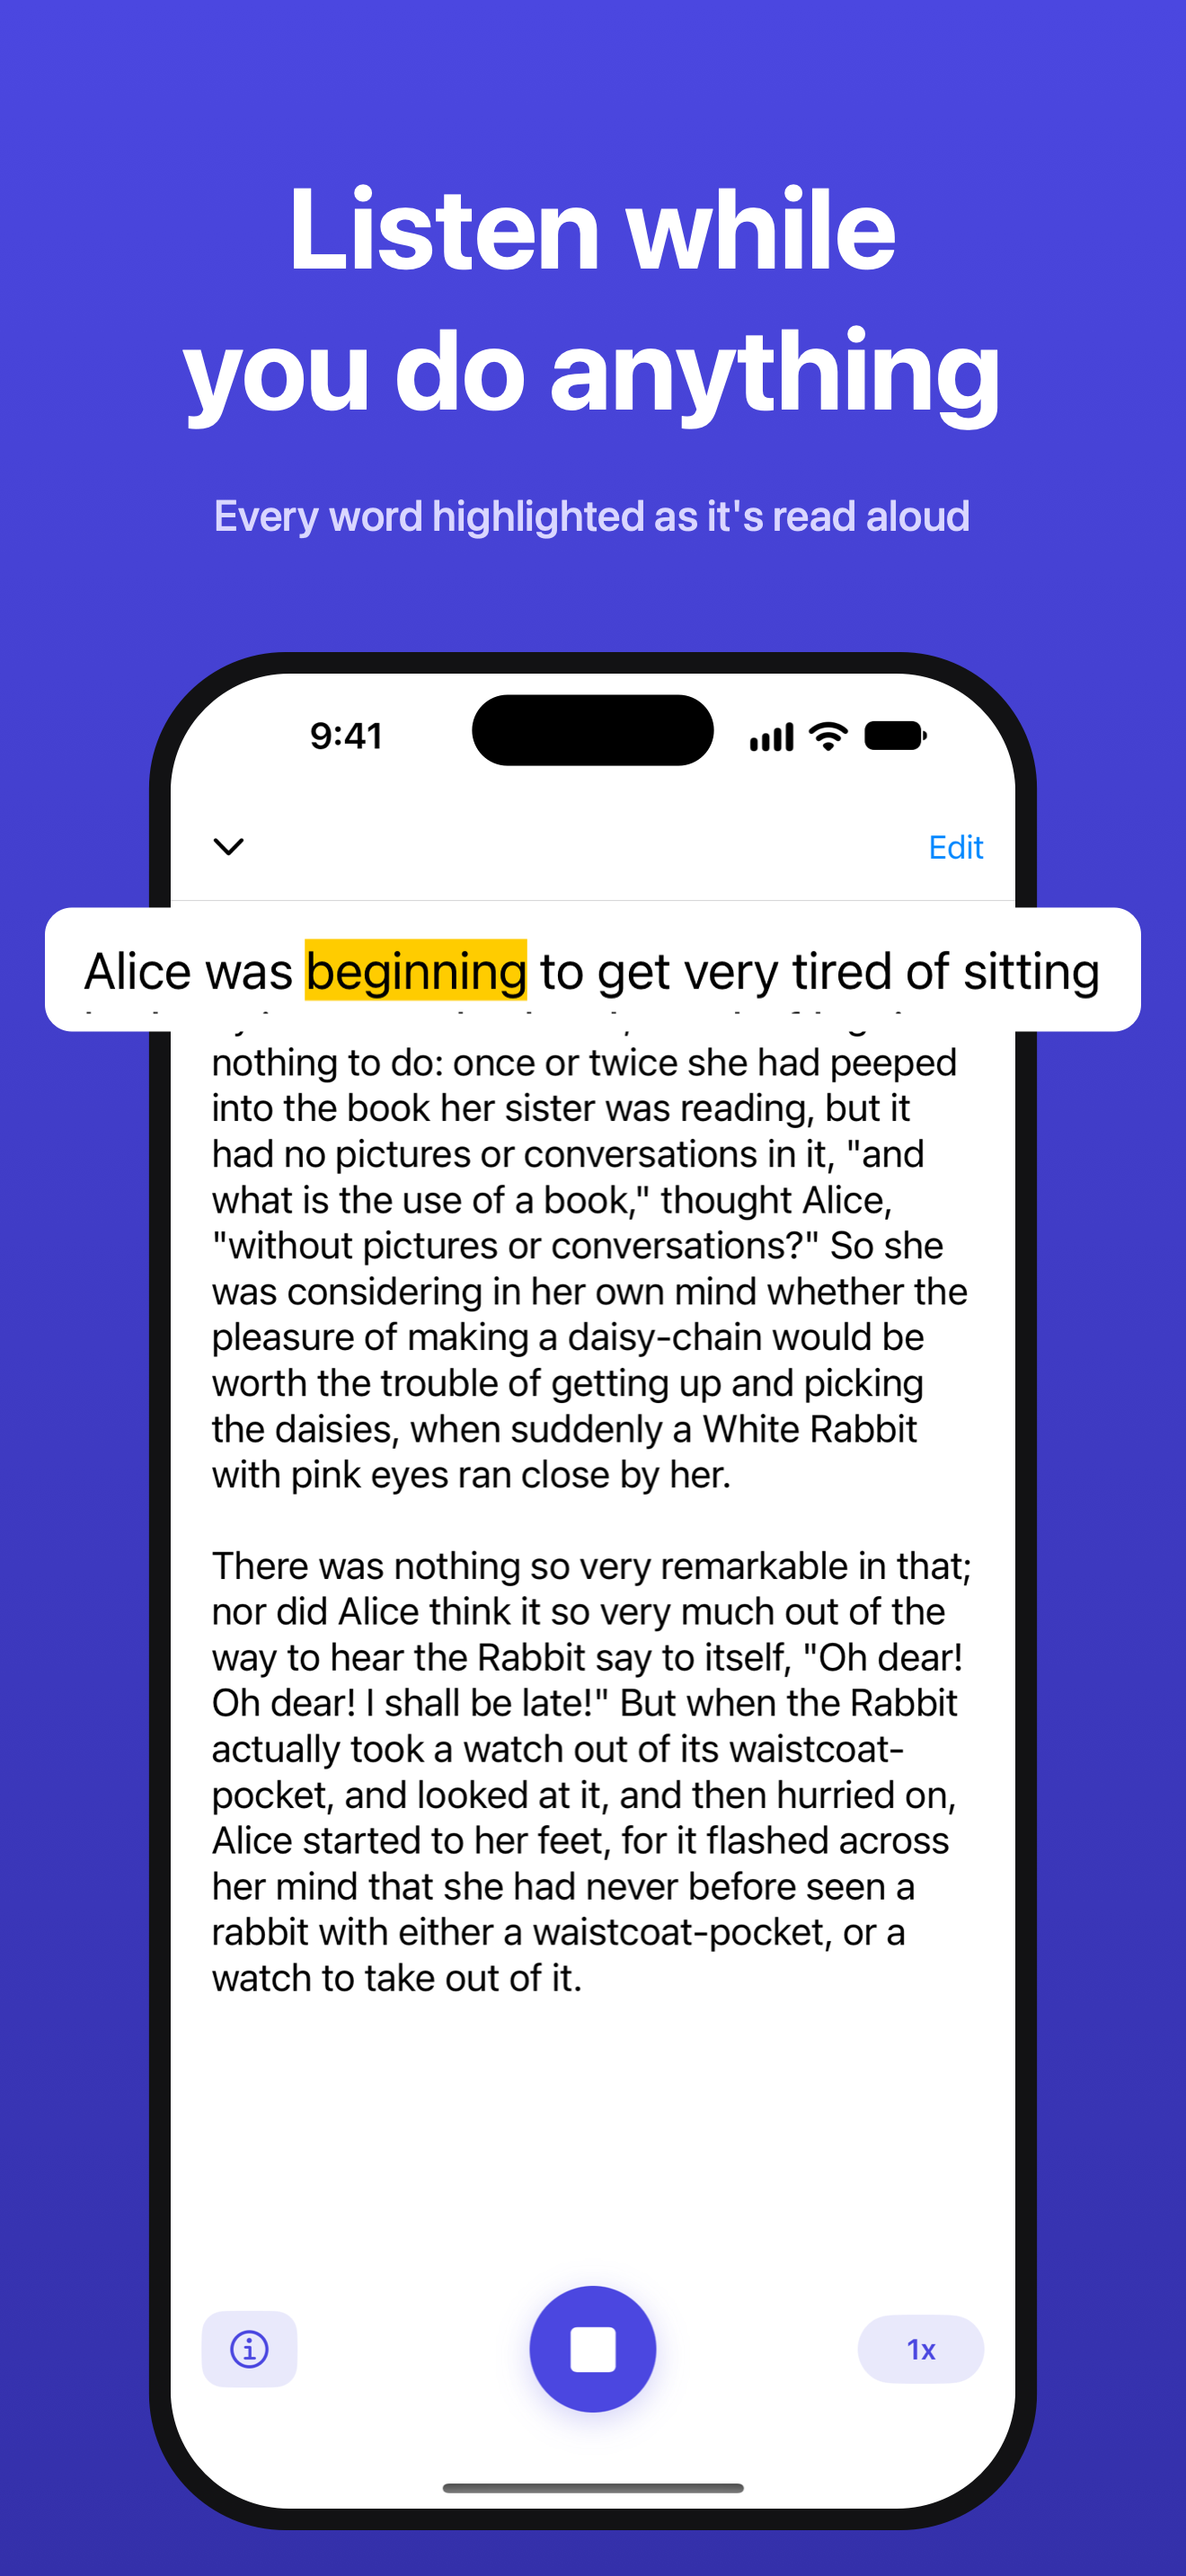 Listen while
you do anything
Every word highlighted as it's read aloud
9:41
Edit
Alice was beginning to get very tired of sitting
nothing to do: once or twice she had peeped
into the book her sister was reading, but it
had no pictures or conversations in it, "and
what is the use of a book," thought Alice,
"without pictures or conversations?" So she
was considering in her own mind whether the
pleasure of making a daisy-chain would be
worth the trouble of getting up and picking
the daisies, when suddenly a White Rabbit
with pink eyes ran close by her.
There was nothing so very remarkable in that;
nor did Alice think it so very much out of the
way to hear the Rabbit say to itself, "Oh dear!
Oh dear! I shall be late!" But when the Rabbit
actually took a watch out of its waistcoat-
pocket, and looked at it, and then hurried on,
Alice started to her feet, for it flashed across
her mind that she had never before seen a
rabbit with either a waistcoat-pocket, or a
watch to take out of it.
1x